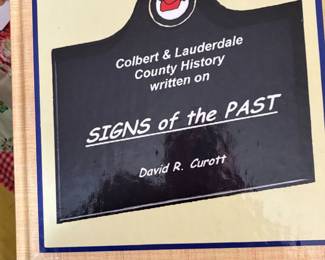 Colbert & Lauderdale
County History
written on
SIGNS of the PAST
David R. Curott